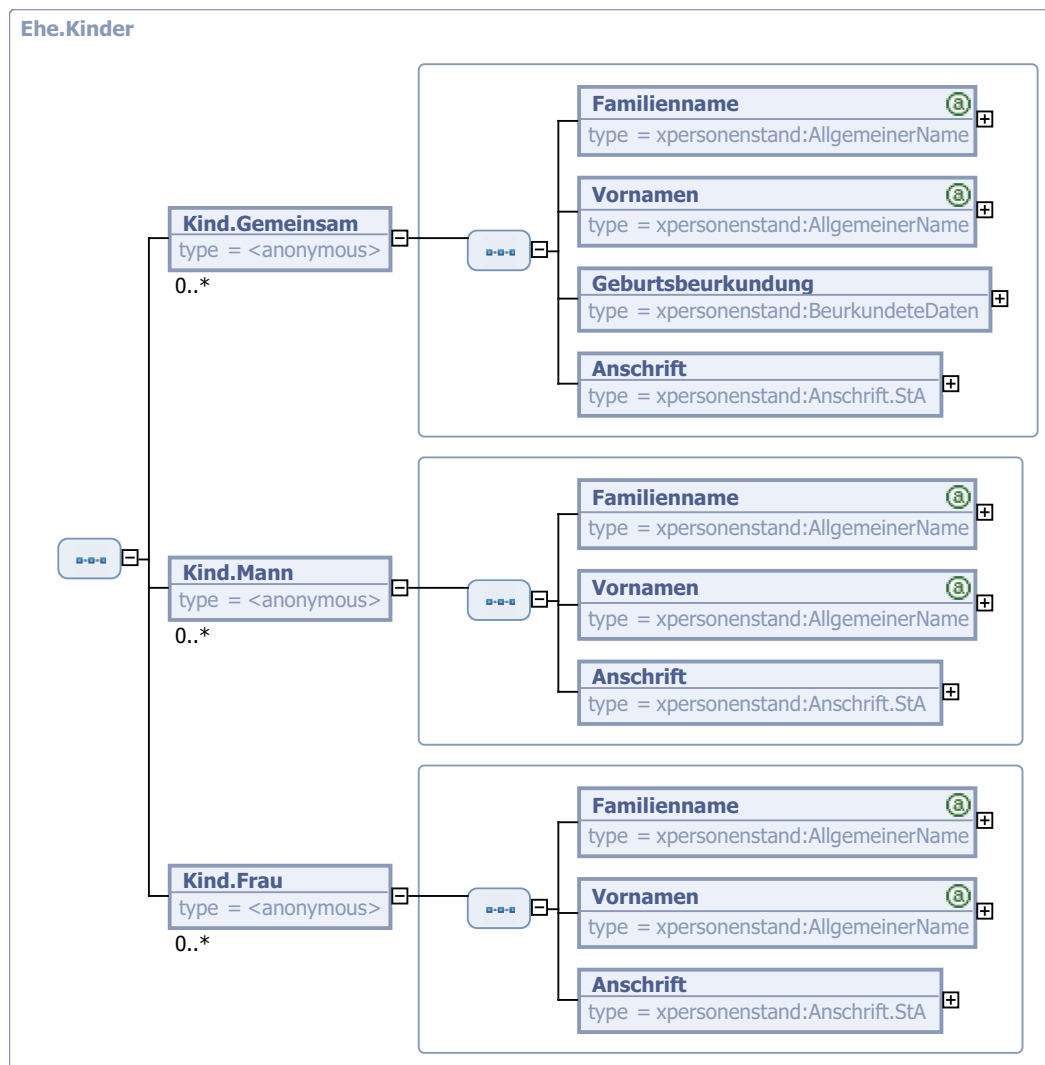 Ehe.Kinder
Kind.Gemeinsam
type = <anonymous>
0..*
Familienname
type = xpersonenstand:AllgemeinerName
Vornamen
type = xpersonenstand:AllgemeinerName
Geburtsbeurkundung
type = xpersonenstand:BeurkundeteDaten
Anschrift
type = xpersonenstand:Anschrift.StA
Kind.Mann
type = <anonymous>
0..*
Familienname
type = xpersonenstand:AllgemeinerName
Vornamen
type = xpersonenstand:AllgemeinerName
Anschrift
type = xpersonenstand:Anschrift.StA
Kind.Frau
type = <anonymous>
0..*
Familienname
type = xpersonenstand:AllgemeinerName
Vornamen
type = xpersonenstand:AllgemeinerName
Anschrift
type = xpersonenstand:Anschrift.StA